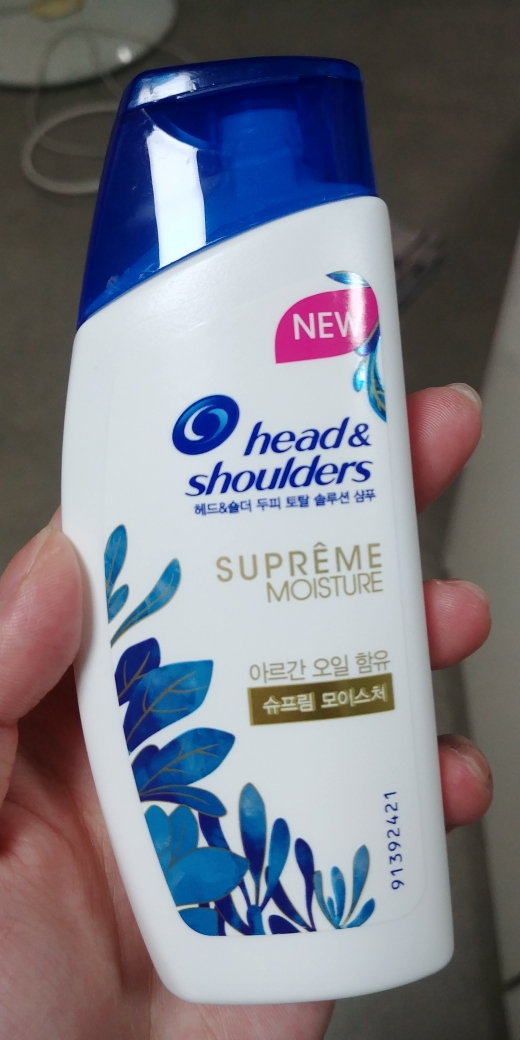 NEW
head &
shoulders
헤드&숄더 두피 토탈 솔루션 샴푸
SUPRÊME
MOISTURE
아르간 오일 함유
슈프림 모이스처
91392421